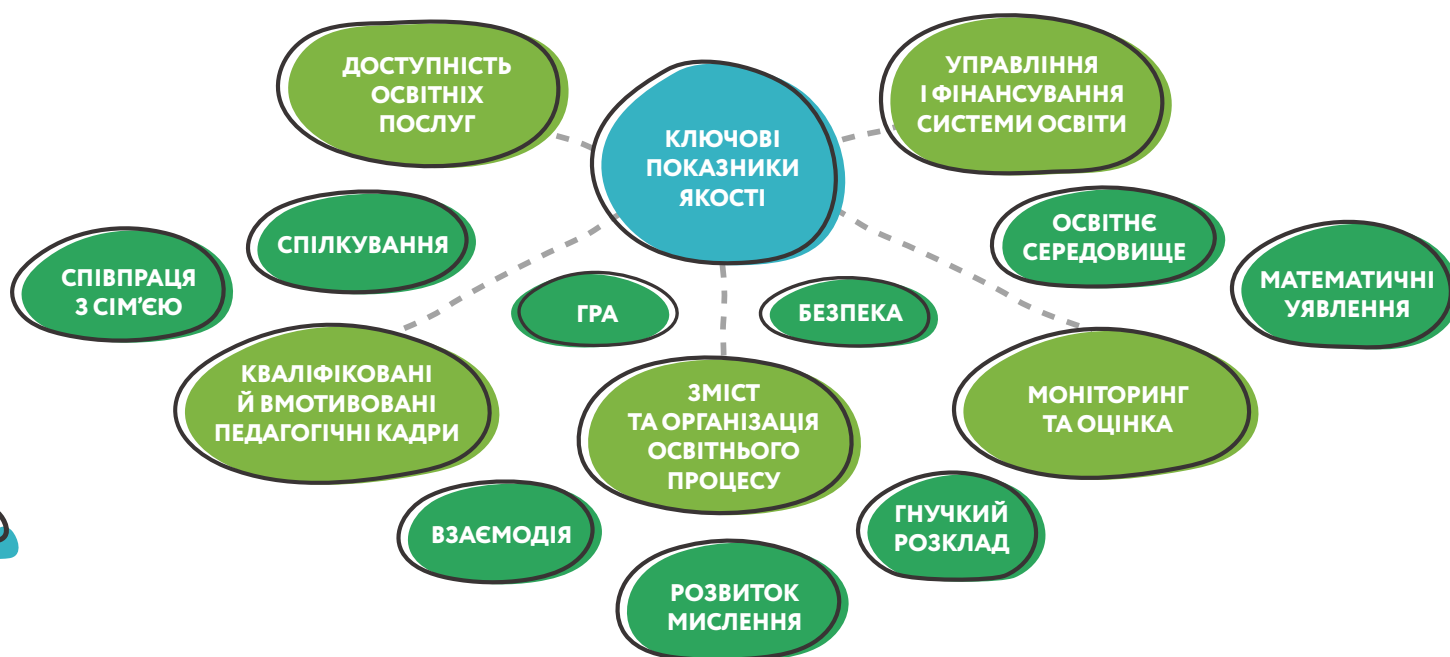 ДОСТУПНІСТЬ
ОСВІТНІХ
ПОСЛУГ
КЛЮЧОВІ
ПОКАЗНИКИ
ЯКОСТІ
УПРАВЛІННЯ
І ФІНАНСУВАННЯ
СИСТЕМИ ОСВІТИ
СПІВПРАЦЯ
З СІМ’ЄЮ
СПІЛКУВАННЯ
ГРА
БЕЗПЕКА
ОСВІТНЄ
СЕРЕДОВИЩЕ
МАТЕМАТИЧНІ
УЯВЛЕННЯ
КВАЛІФІКОВАНІ
Й ВМОТИВОВАНІ
ПЕДАГОГІЧНІ КАДРИ
ЗМІСТ
ТА ОРГАНІЗАЦІЯ
ОСВІТНЬОГО
ПРОЦЕСУ
МОНІТОРИНГ
ТА ОЦІНКА
ВЗАЄМОДІЯ
РОЗВИТОК
МИСЛЕННЯ
ГНУЧКИЙ
РОЗКЛАД